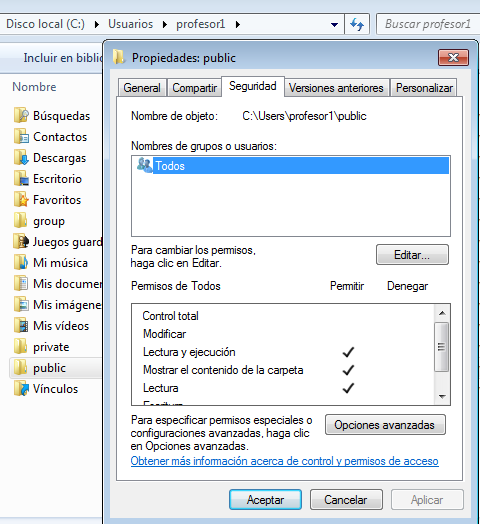 Disco local (C:) ▸ Usuarios ▸ profesor1 ▸
Buscar profesor1
Incluir en biblio
Propiedades: public
Nombre
Búsquedas
Contactos
Descargas
Escritorio
Favoritos
group
Juegos guard
Mi música
Mis docume
Mis imágene
Mis vídeos
private
public
Vínculos
General
Compartir
Seguridad
Versiones anteriores
Personalizar
Nombre de objeto: C:\Users\profesor1\public
Nombres de grupos o usuarios:
Todos
Para cambiar los permisos,
haga clic en Editar.
Editar...
Permisos de Todos Permitir Denegar
Control total
Modificar
Lectura y ejecución
Mostrar el contenido de la carpeta
Lectura
Escritura
Para especificar permisos especiales o
configuraciones avanzadas, haga clic
en Opciones avanzadas.
Opciones avanzadas
Obtener más información acerca de control y permisos de acceso
Aceptar
Cancelar
Aplicar